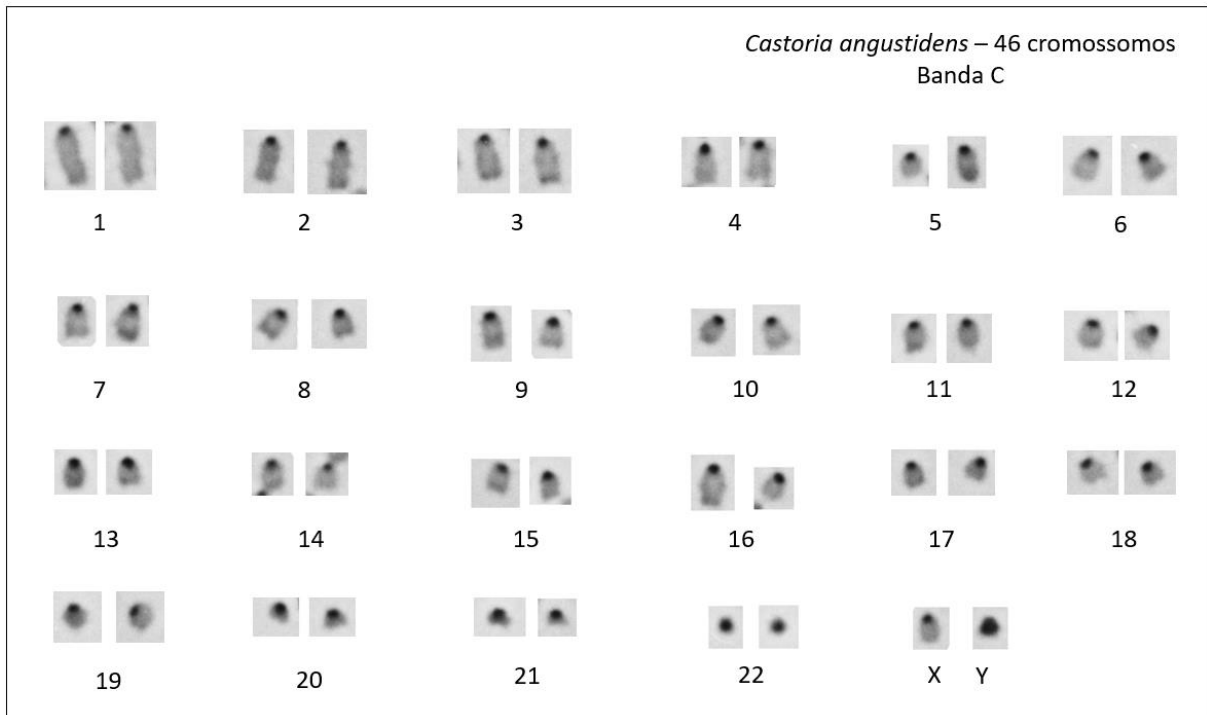 Castoria angustidens – 46 cromossomos
Banda C
1 2 3 4 5 6
7 8 9 10 11 12
13 14 15 16 17 18
19 20 21 22 X Y